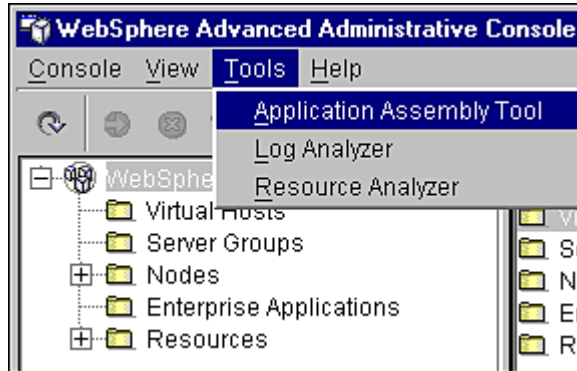 WebSphere Advanced Administrative Console
Console View Tools Help
Application Assembly Tool
Log Analyzer
Resource Analyzer
WebSphe
Virtual Hosts
Server Groups
Nodes
Enterprise Applications
Resources